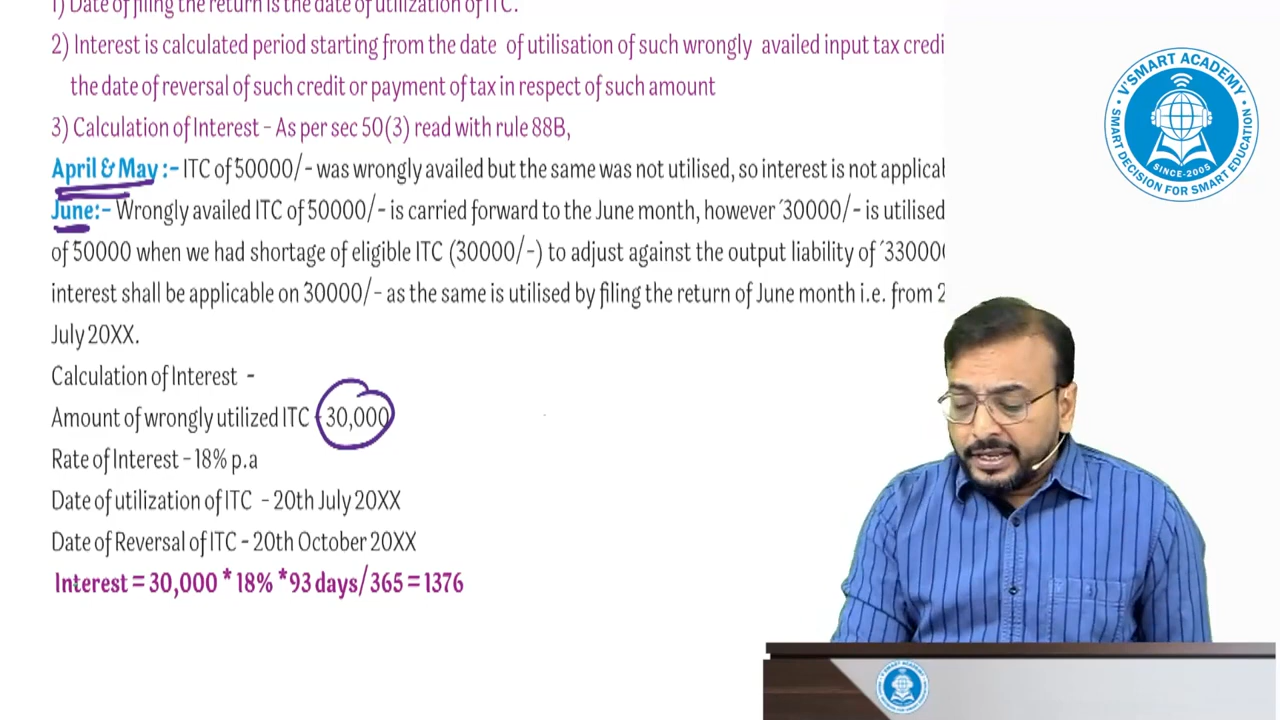 1) Date of filing the return is the date of utilization of ITC.
2) Interest is calculated period starting from the date of utilisation of such wrongly availed input tax credi
the date of reversal of such credit or payment of tax in respect of such amount
3) Calculation of Interest - As per sec 50(3) read with rule 88B,
April & May :- ITC of 50000/- was wrongly availed but the same was not utilised, so interest is not applicab
June:- Wrongly availed ITC of 50000/- is carried forward to the June month, however ´30000/- is utilised
of 50000 when we had shortage of eligible ITC (30000/-) to adjust against the output liability of ´330000
interest shall be applicable on 30000/- as the same is utilised by filing the return of June month i.e. from 2
July 20XX.
Calculation of Interest -
Amount of wrongly utilized ITC - 30,000
Rate of Interest - 18% p.a
Date of utilization of ITC - 20th July 20XX
Date of Reversal of ITC - 20th October 20XX
Interest = 30,000 * 18% *93 days/365 = 1376
V'SMART ACADEMY
SINCE-2005
SMART DECISION FOR SMART EDUCATION